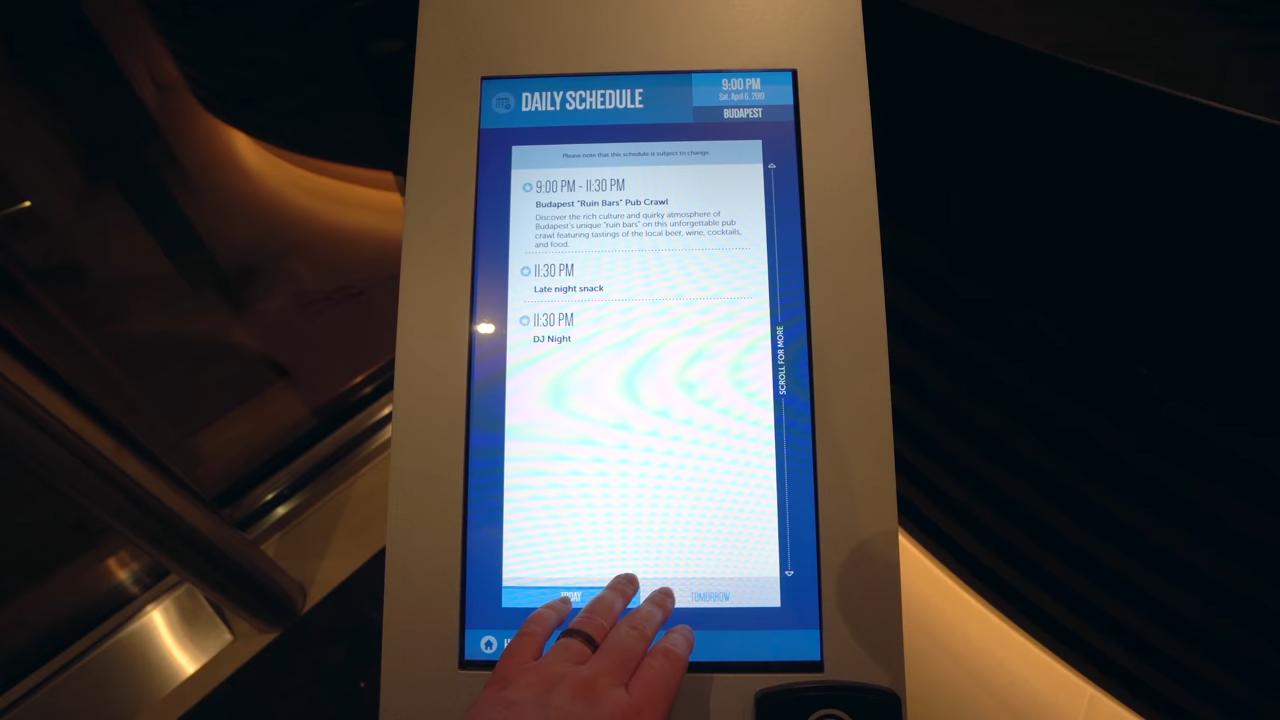 DAILY SCHEDULE
9:00 PM
Sat, April 6, 2019
BUDAPEST
Please note that this schedule is subject to change.
9:00 PM - 11:30 PM
Budapest "Ruin Bars" Pub Crawl
Discover the rich culture and quirky atmosphere of
Budapest's unique "ruin bars" on this unforgettable pub
crawl featuring tastings of the local beer, wine, cocktails,
and food.
11:30 PM
Late night snack
11:30 PM
DJ Night
SCROLL FOR MORE
TODAY
TOMORROW